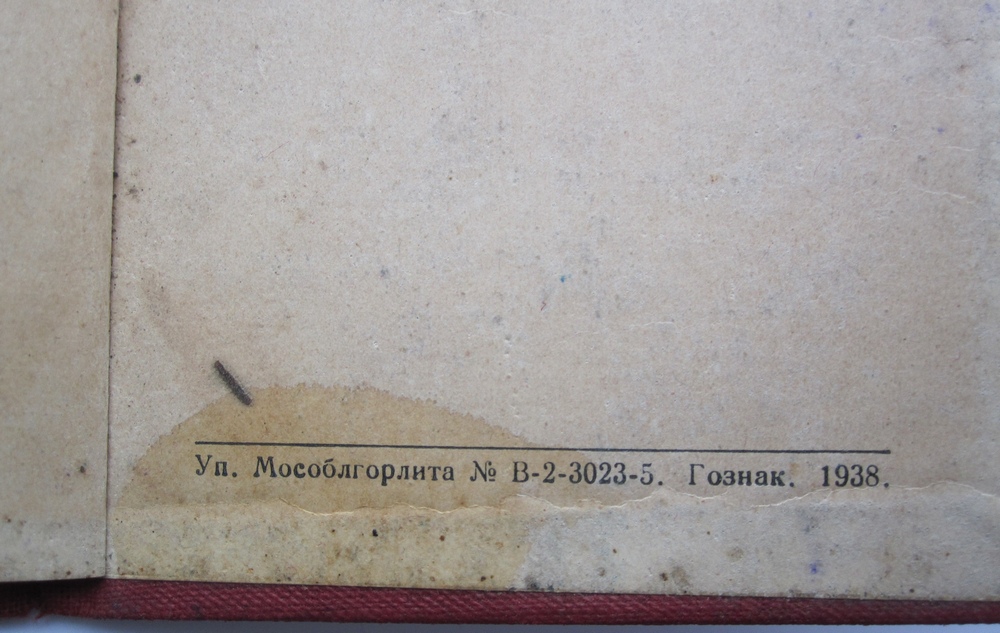 Уп. Мособлгорлита № В-2-3023-5. Гознак. 1938.